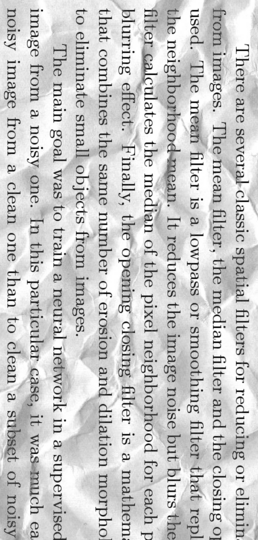 There are several classic spatial filters for reducing or elimin
from images. The mean filter, the median filter and the closing op
used. The mean filter is a lowpass or smoothing filter that repl
the neighborhood mean. It reduces the image noise but blurs the
filter calculates the median of the pixel neighborhood for each p
blurring effect. Finally, the opening closing filter is a mathema
that combines the same number of erosion and dilation morphol
to eliminate small objects from images.
The main goal was to train a neural network in a supervised
image from a noisy one. In this particular case, it was much ea
noisy image from a clean one than to clean a subset of noisy